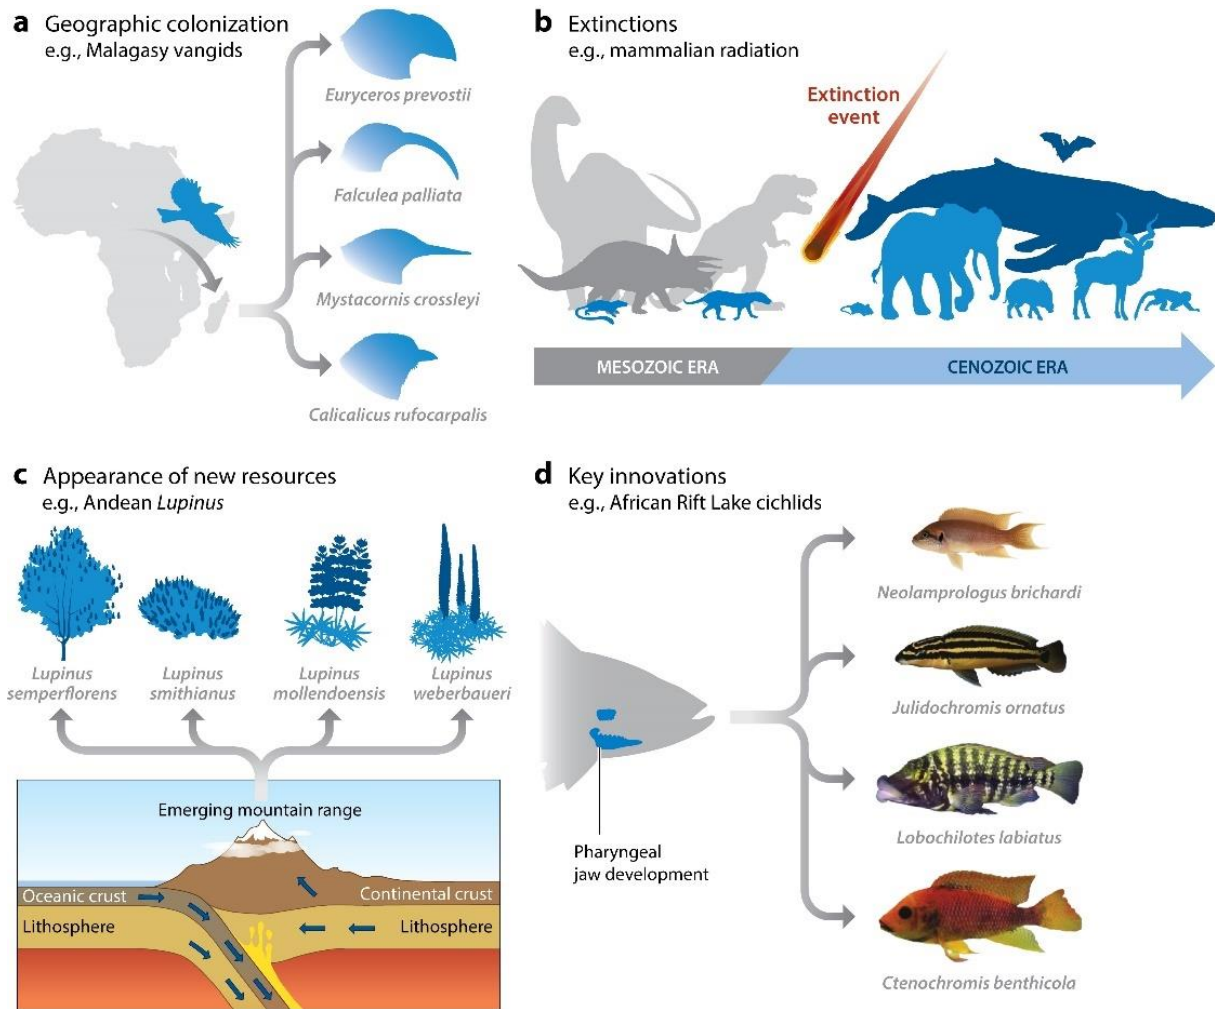 a Geographic colonization
e.g., Malagasy vangids
Euryceros prevostii
Falculea palliata
Mystacornis crossleyi
Calicalicus rufocarpalis
b Extinctions
e.g., mammalian radiation
Extinction
event
MESOZOIC ERA
CENOZOIC ERA
c Appearance of new resources
e.g., Andean Lupinus
Lupinus
semperflorens
Lupinus
smithianus
Lupinus
mollendoensis
Lupinus
weberbaueri
Emerging mountain range
Oceanic crust
Continental crust
Lithosphere
Lithosphere
d Key innovations
e.g., African Rift Lake cichlids
Neolamprologus brichardi
Julidochromis ornatus
Lobochilotes labiatus
Pharyngeal
jaw development
Ctenochromis benthicola